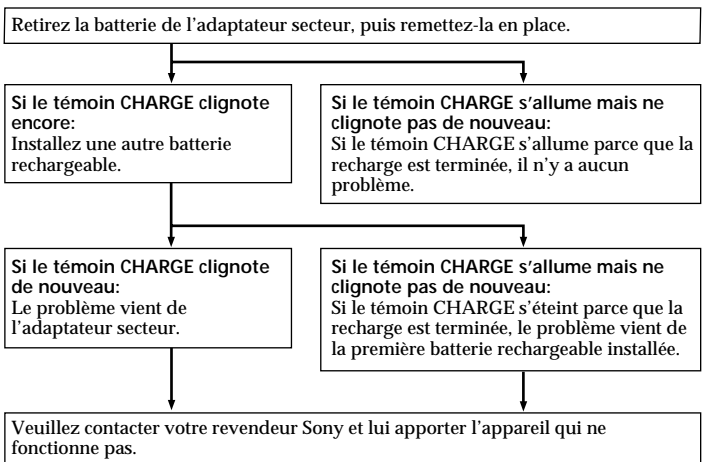 Retirez la batterie de l'adaptateur secteur, puis remettez-la en place.
Si le témoin CHARGE clignote
encore:
Installez une autre batterie
rechargeable.
Si le témoin CHARGE s'allume mais ne
clignote pas de nouveau:
Si le témoin CHARGE s'allume parce que la
recharge est terminée, il n'y a aucun
problème.
Si le témoin CHARGE clignote
de nouveau:
Le problème vient de
l'adaptateur secteur.
Si le témoin CHARGE s'allume mais ne
clignote pas de nouveau:
Si le témoin CHARGE s'éteint parce que la
recharge est terminée, le problème vient de
la première batterie rechargeable installée.
Veuillez contacter votre revendeur Sony et lui apporter l'appareil qui ne
fonctionne pas.